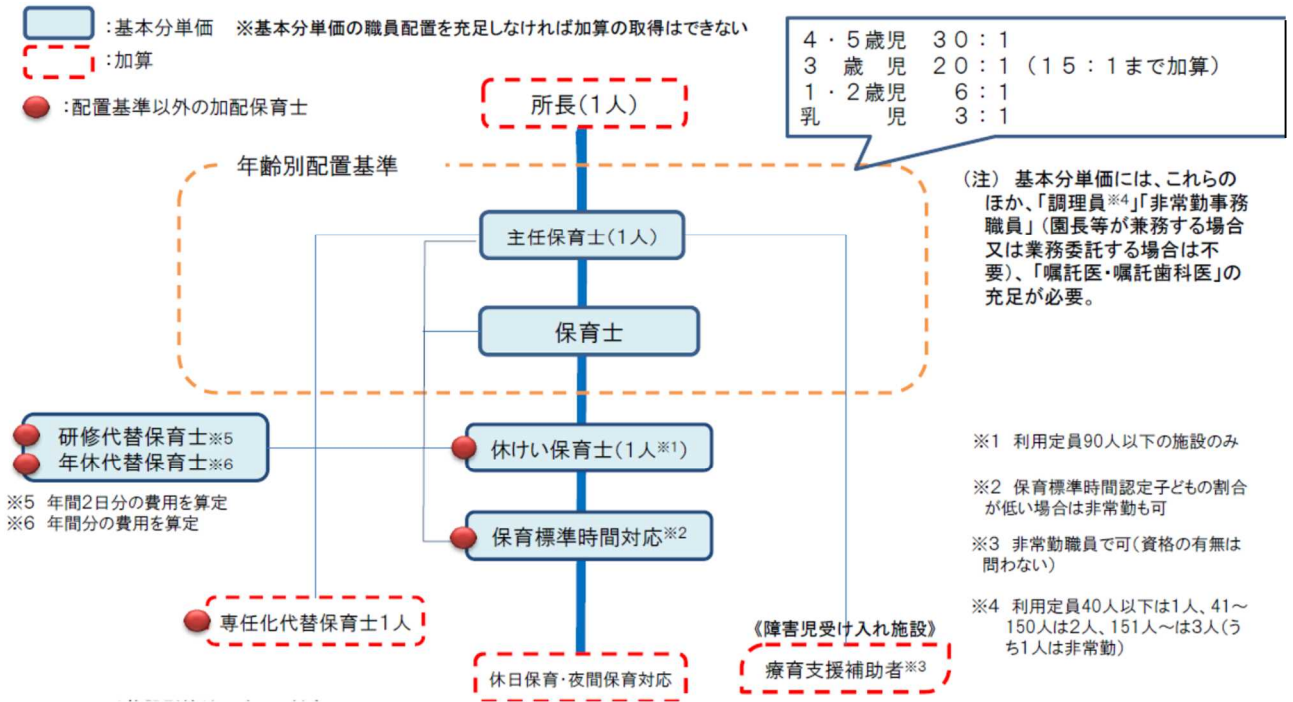 :基本分単価 ※基本分単価の職員配置を充足しなければ加算の取得はできない
:加算
:配置基準以外の加配保育士
4・5歳児 30:1
3 歳 児 20:1(15:1まで加算)
1・2歳児 6:1
乳 児 3:1
所長(1人)
年齢別配置基準
主任保育士(1人)
保育士
(注) 基本分単価には、これらの
ほか、「調理員※4」「非常勤事務
職員」(園長等が兼務する場合
又は業務委託する場合は不
要)、「嘱託医・嘱託歯科医」の
充足が必要。
研修代替保育士※5
年休代替保育士※6
※5 年間2日分の費用を算定
※6 年間分の費用を算定
休けい保育士(1人※1)
保育標準時間対応※2
専任化代替保育士1人
休日保育・夜間保育対応
《障害児受け入れ施設》
療育支援補助者※3
※1 利用定員90人以下の施設のみ
※2 保育標準時間認定子どもの割合
が低い場合は非常勤も可
※3 非常勤職員で可(資格の有無は
問わない)
※4 利用定員40人以下は1人、41~
150人は2人、151人~は3人(う
ち1人は非常勤)